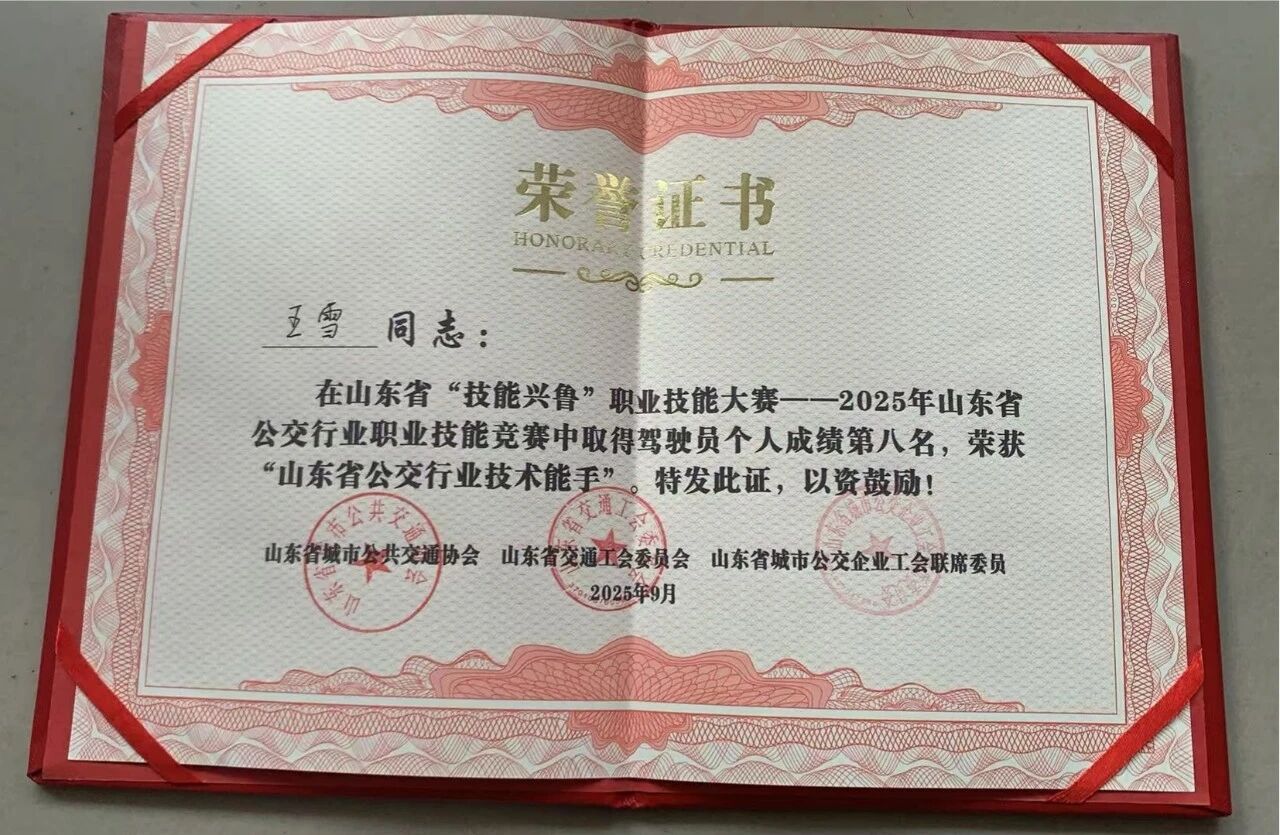 荣誉证书
HONORARY CREDENTIAL
王雪 同志：
在山东省“技能兴鲁”职业技能大赛——2025年山东省
公交行业职业技能竞赛中取得驾驶员个人成绩第八名，荣获
“山东省公交行业技术能手”。特发此证，以资鼓励！
山东省城市公共交通协会 山东省交通工会委员会 山东省城市公交企业工会联席委员
2025年9月